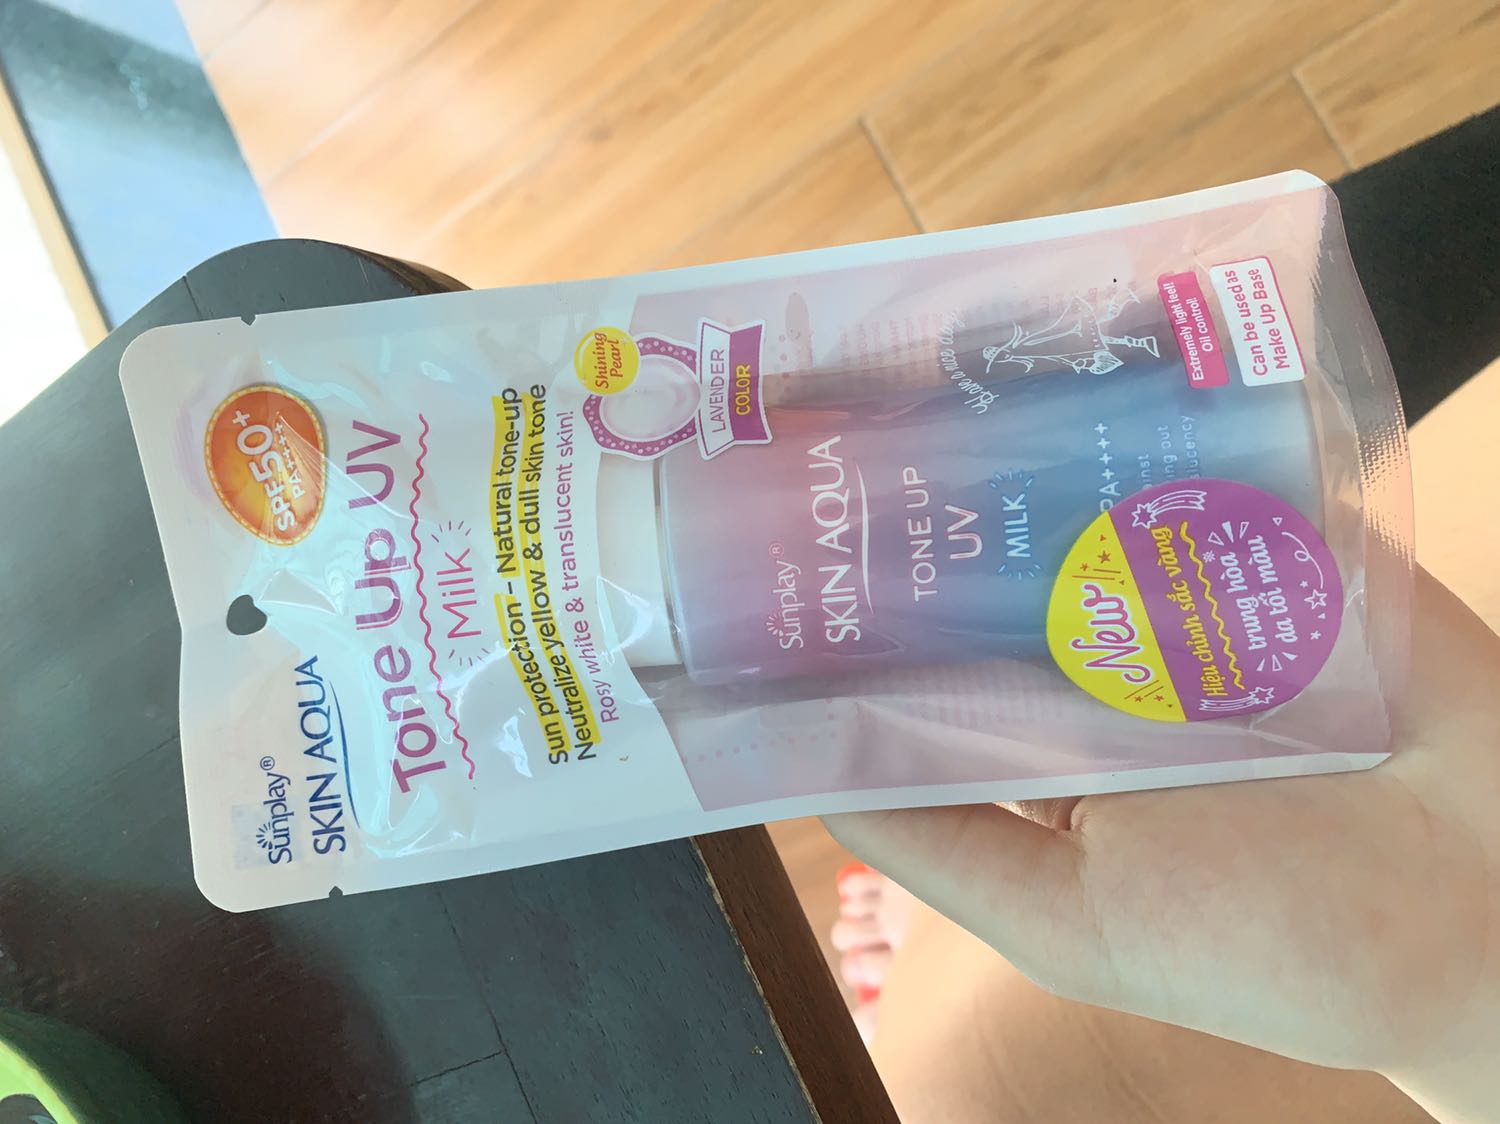 Sunplay®
SKIN AQUA
SPF50+
PA++++
Tone Up UV
Milk
Sun protection - Natural tone-up
Neutralize yellow & dull skin tone
Rosy white & translucent skin!
Shining
Pearl
LAVENDER
COLOR
Sunplay®
SKIN AQUA
TONE UP
UV
MILK
Have a nice day
PA++++
New
Hiệu chỉnh sắc vàng
trung hòa
da tối màu
Extremely light feel!
Oil control!
Can be used as
Make Up Base